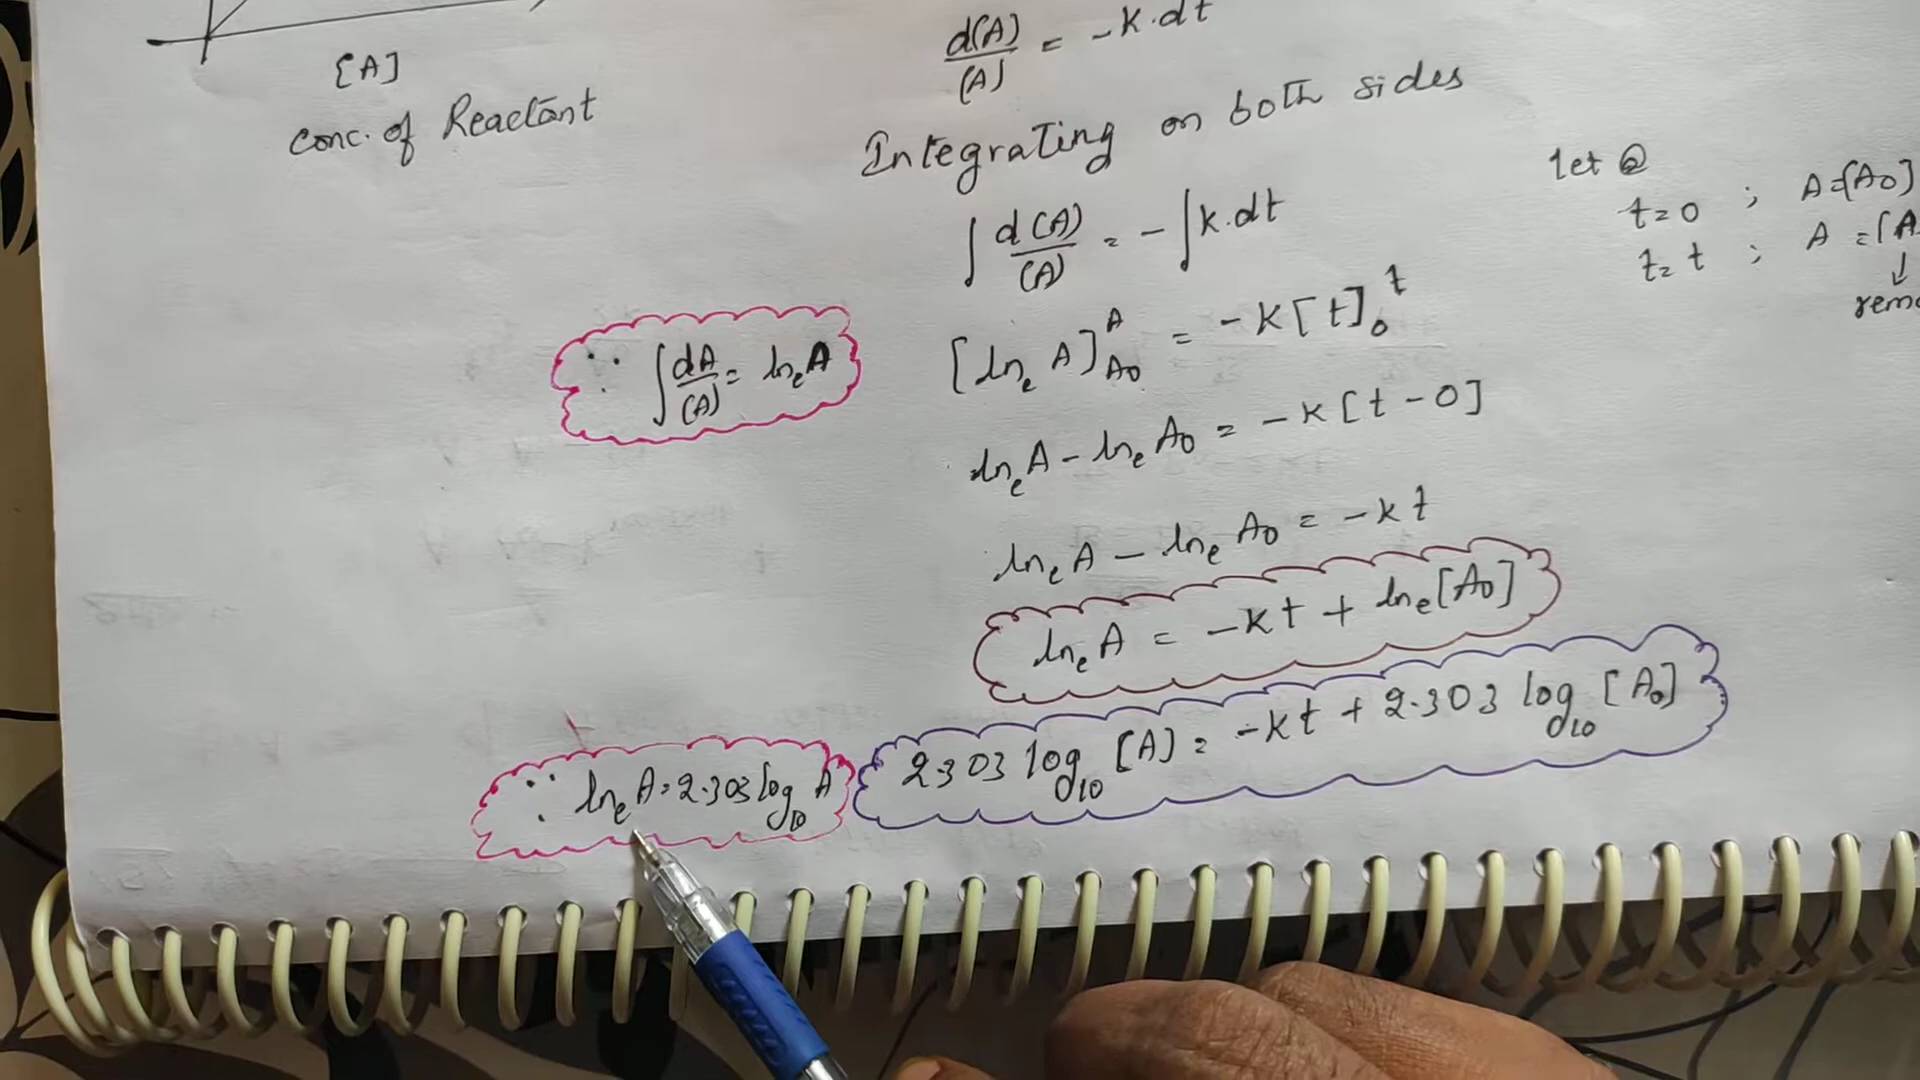 [A]
Conc. of Reactant
d(A)/(A) = -K.dt
Integrating on both sides
∫ d(A)/(A) = -∫K.dt
let @
t=0 ; A=[A0]
t=t ; A=[A
↓
∵ ∫dA/(A) = lne A
[lne A]A0^A = -K[t]0^t
lne A - lne A0 = -K[t-0]
lne A - lne A0 = -Kt
lne A = -Kt + lne[A0]
∵ lne A = 2.303 log10 A
2.303 log10 [A] = -Kt + 2.303 log10 [A0]